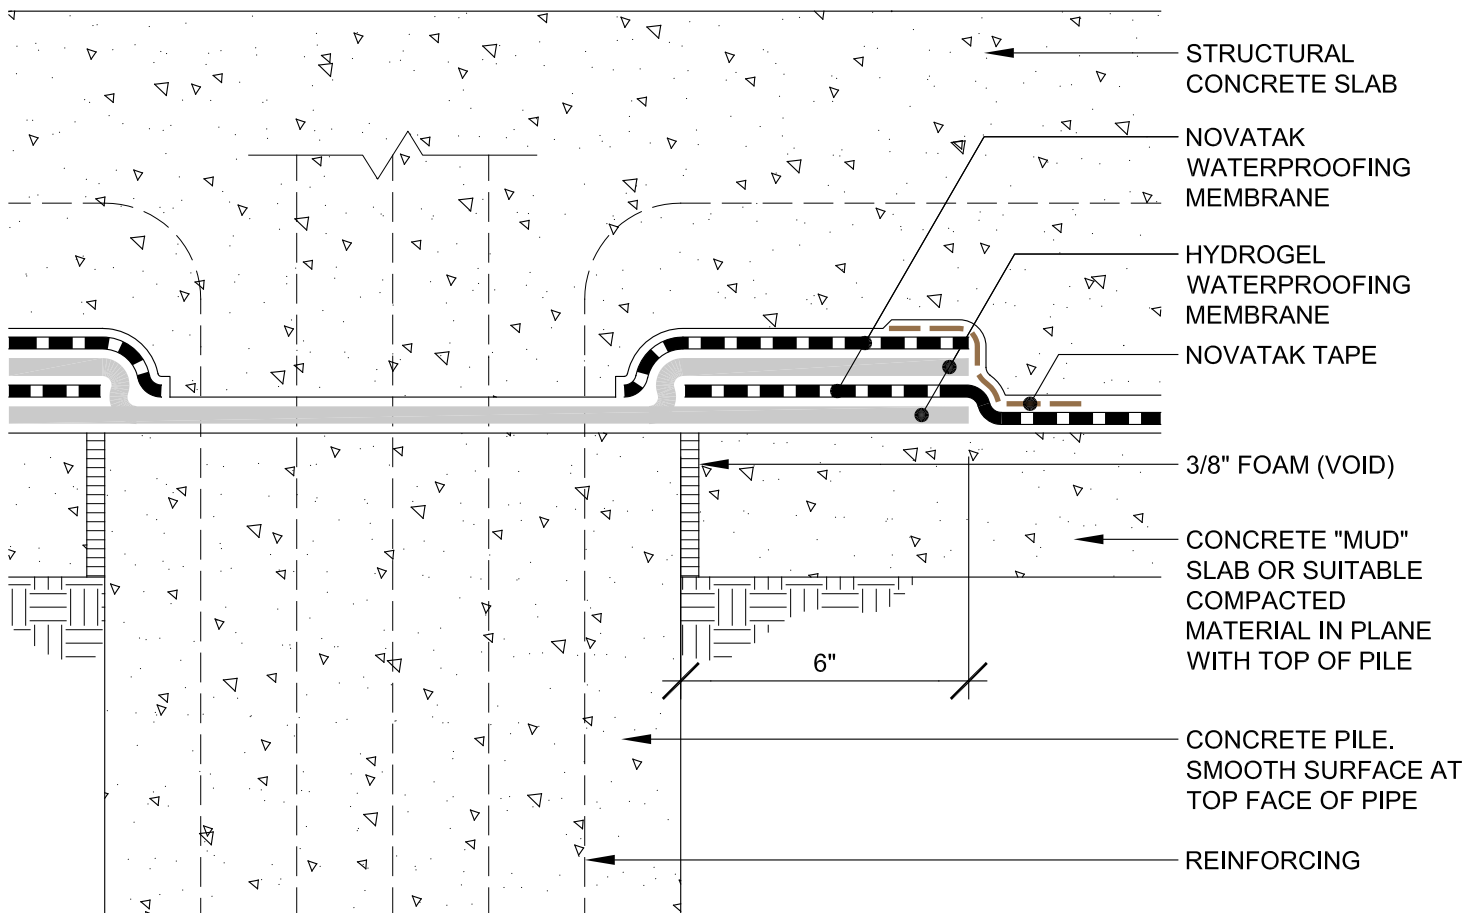 STRUCTURAL
CONCRETE SLAB
NOVATAK
WATERPROOFING
MEMBRANE
HYDROGEL
WATERPROOFING
MEMBRANE
NOVATAK TAPE
3/8" FOAM (VOID)
CONCRETE "MUD"
SLAB OR SUITABLE
COMPACTED
MATERIAL IN PLANE
WITH TOP OF PILE
6"
CONCRETE PILE.
SMOOTH SURFACE AT
TOP FACE OF PIPE
REINFORCING